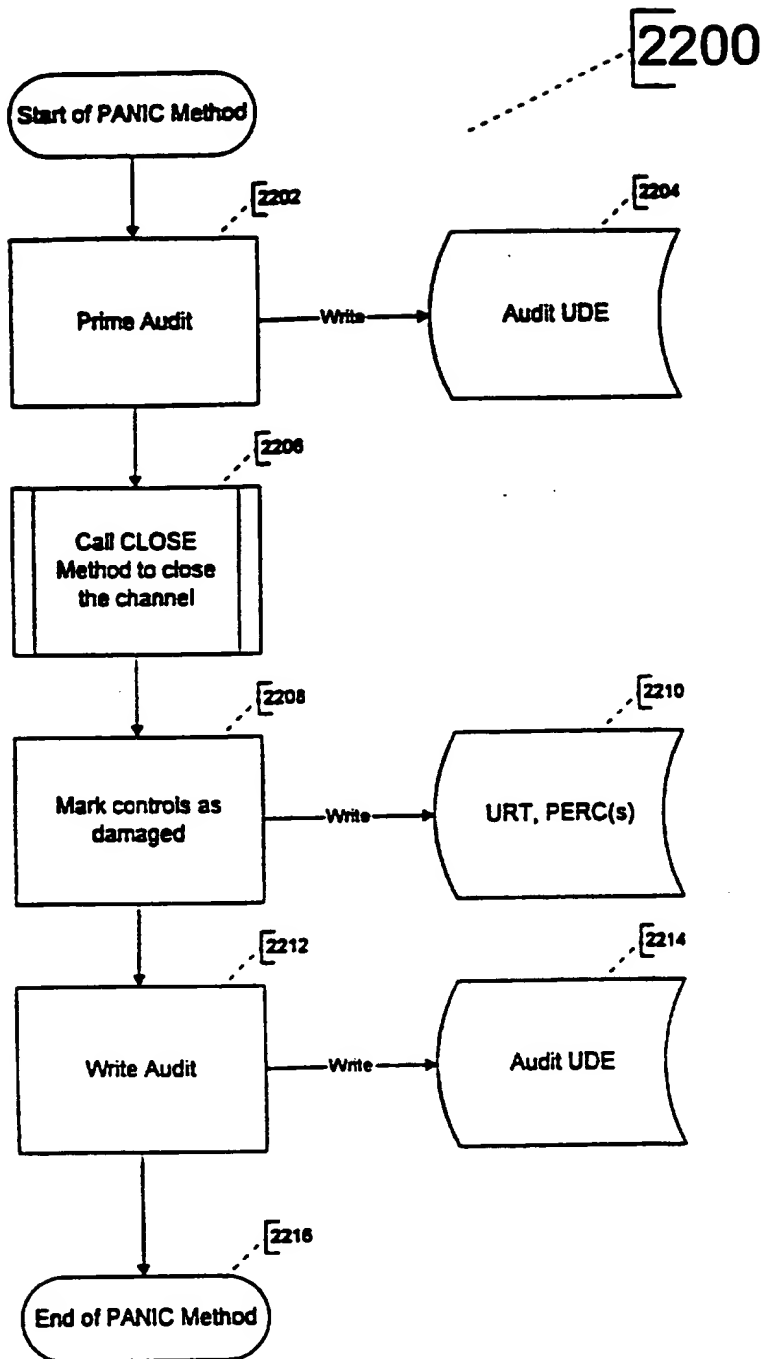 2200
Start of PANIC Method
2202
2204
Prime Audit
Write
Audit UDE
2206
Call CLOSE
Method to close
the channel
2208
2210
Mark controls as
damaged
Write
URT, PERC(s)
2212
2214
Write Audit
Write
Audit UDE
2216
End of PANIC Method